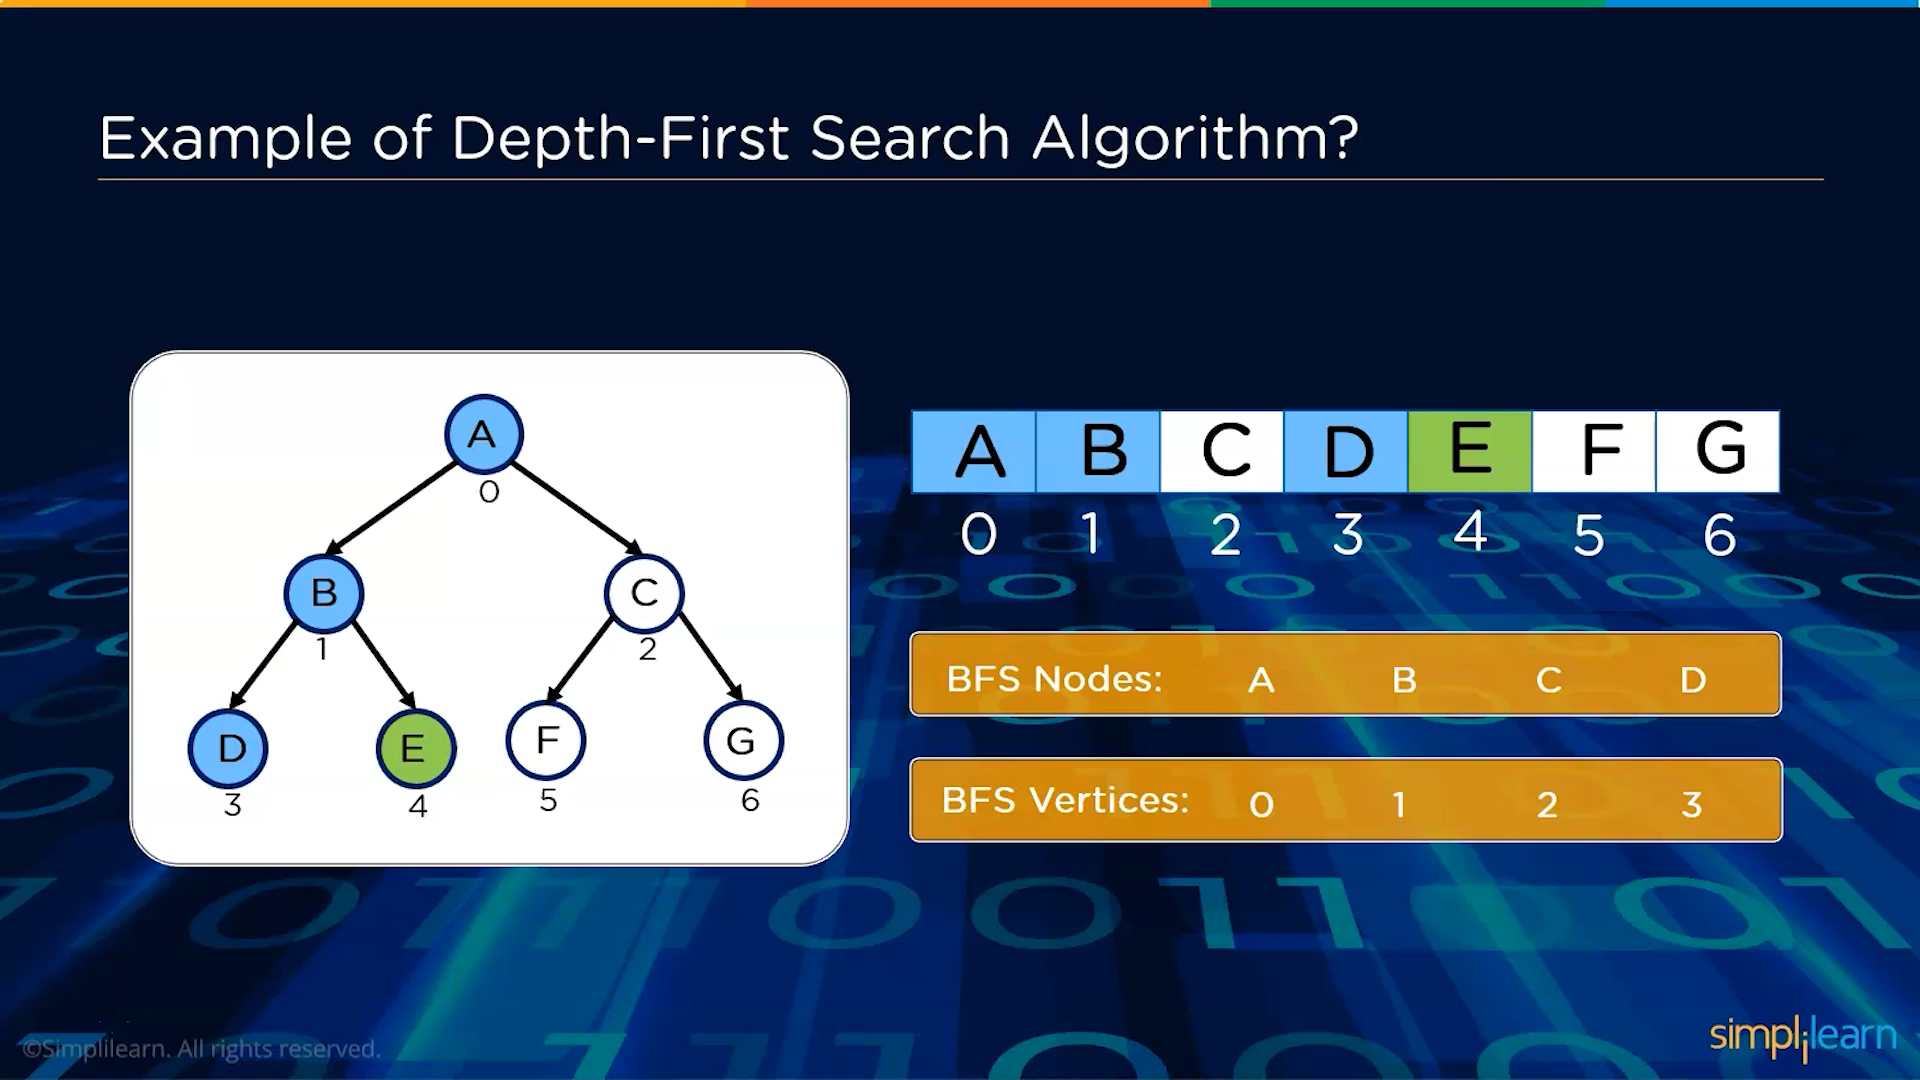 Example of Depth-First Search Algorithm?
A
0
B
C
1
2
D
E
F
G
3
4
5
6
A B C D E F G
0 1 2 3 4 5 6
BFS Nodes: A B C D
BFS Vertices: 0 1 2 3
©Simplilearn. All rights reserved.
simplilearn